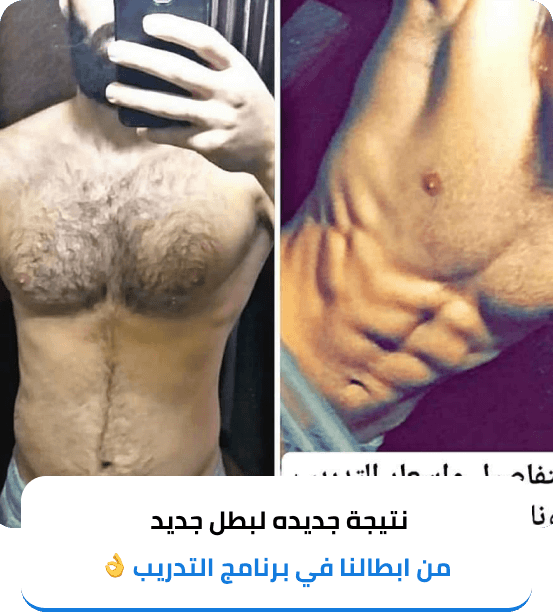 نتيجة جديده لبطل جديد
من ابطالنا في برنامج التدريب 👌